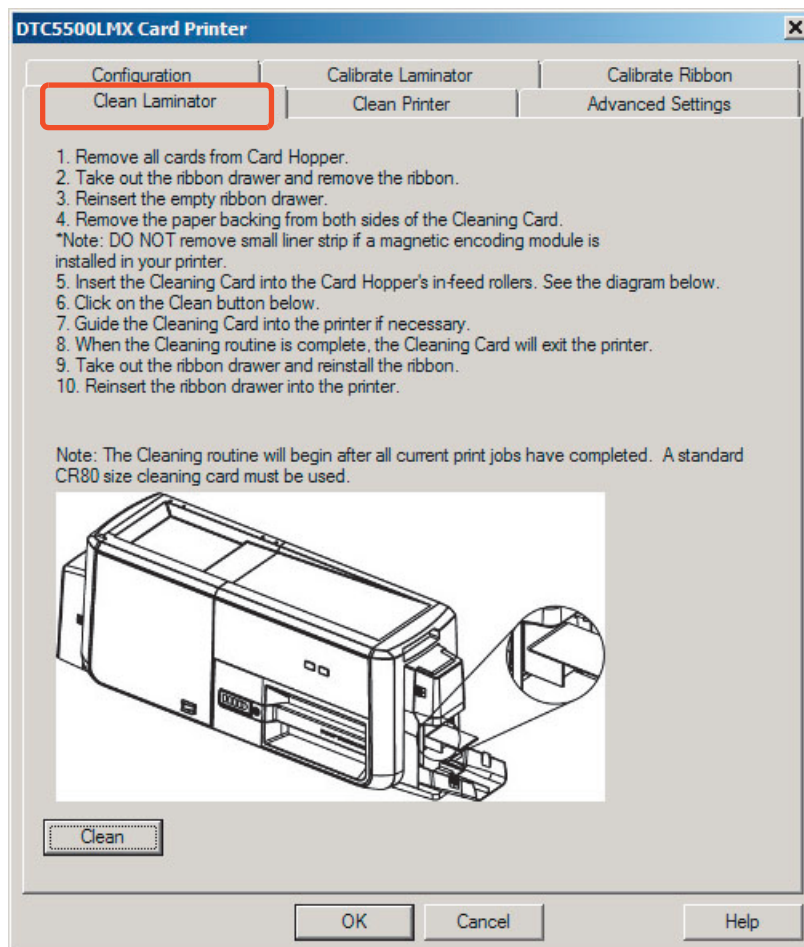 DTC5500LMX Card Printer
Configuration
Calibrate Laminator
Calibrate Ribbon
Clean Laminator
Clean Printer
Advanced Settings
1. Remove all cards from Card Hopper.
2. Take out the ribbon drawer and remove the ribbon.
3. Reinsert the empty ribbon drawer.
4. Remove the paper backing from both sides of the Cleaning Card.
*Note: DO NOT remove small liner strip if a magnetic encoding module is
installed in your printer.
5. Insert the Cleaning Card into the Card Hopper's in-feed rollers. See the diagram below.
6. Click on the Clean button below.
7. Guide the Cleaning Card into the printer if necessary.
8. When the Cleaning routine is complete, the Cleaning Card will exit the printer.
9. Take out the ribbon drawer and reinstall the ribbon.
10. Reinsert the ribbon drawer into the printer.
Note: The Cleaning routine will begin after all current print jobs have completed. A standard
CR80 size cleaning card must be used.
Clean
OK
Cancel
Help